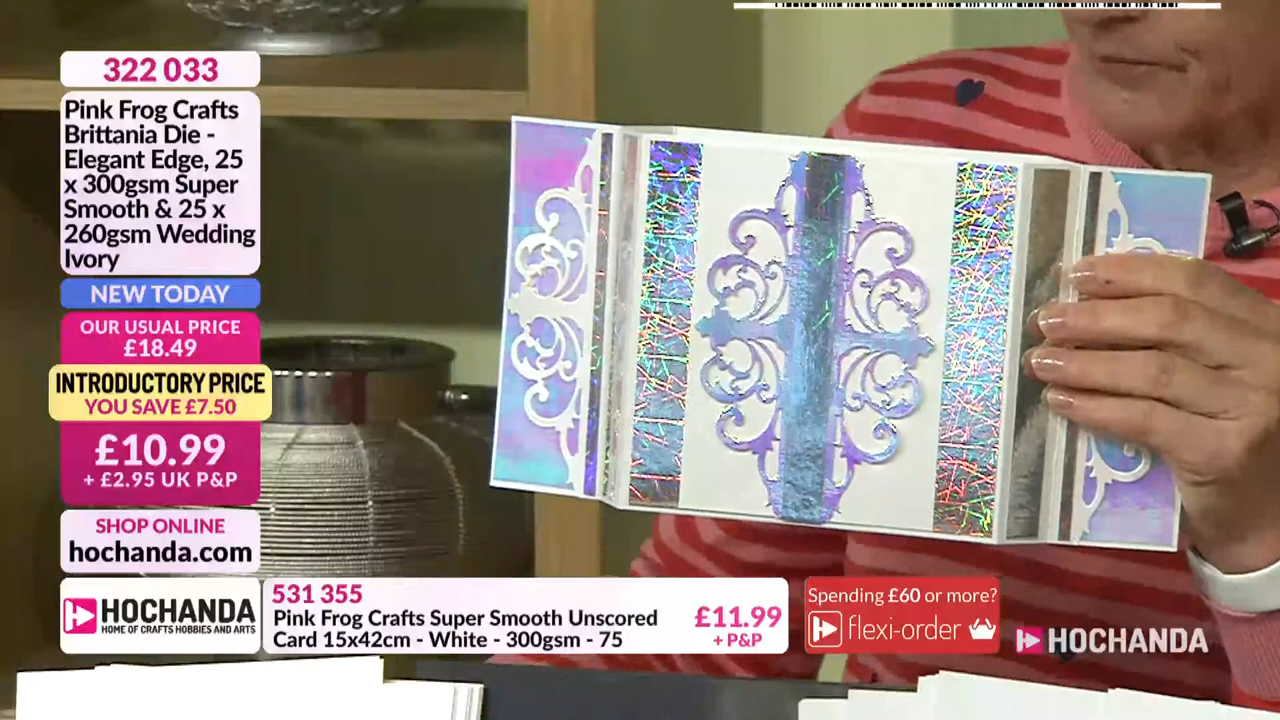 322 033
Pink Frog Crafts
Brittania Die -
Elegant Edge, 25
x 300gsm Super
Smooth & 25 x
260gsm Wedding
Ivory
NEW TODAY
OUR USUAL PRICE
£18.49
INTRODUCTORY PRICE
YOU SAVE £7.50
£10.99
+ £2.95 UK P&P
SHOP ONLINE
hochanda.com
HOCHANDA
HOME OF CRAFTS HOBBIES AND ARTS
531 355
Pink Frog Crafts Super Smooth Unscored
Card 15x42cm - White - 300gsm - 75
£11.99
+ P&P
Spending £60 or more?
flexi-order
HOCHANDA